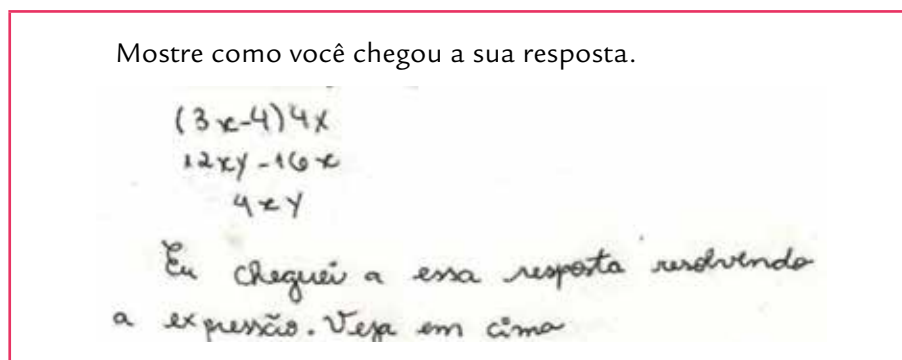 Mostre como você chegou a sua resposta.
(3x-4)4x
12xy-16x
4xy
Eu cheguei a essa resposta resolvendo
a expressão. Veja em cima